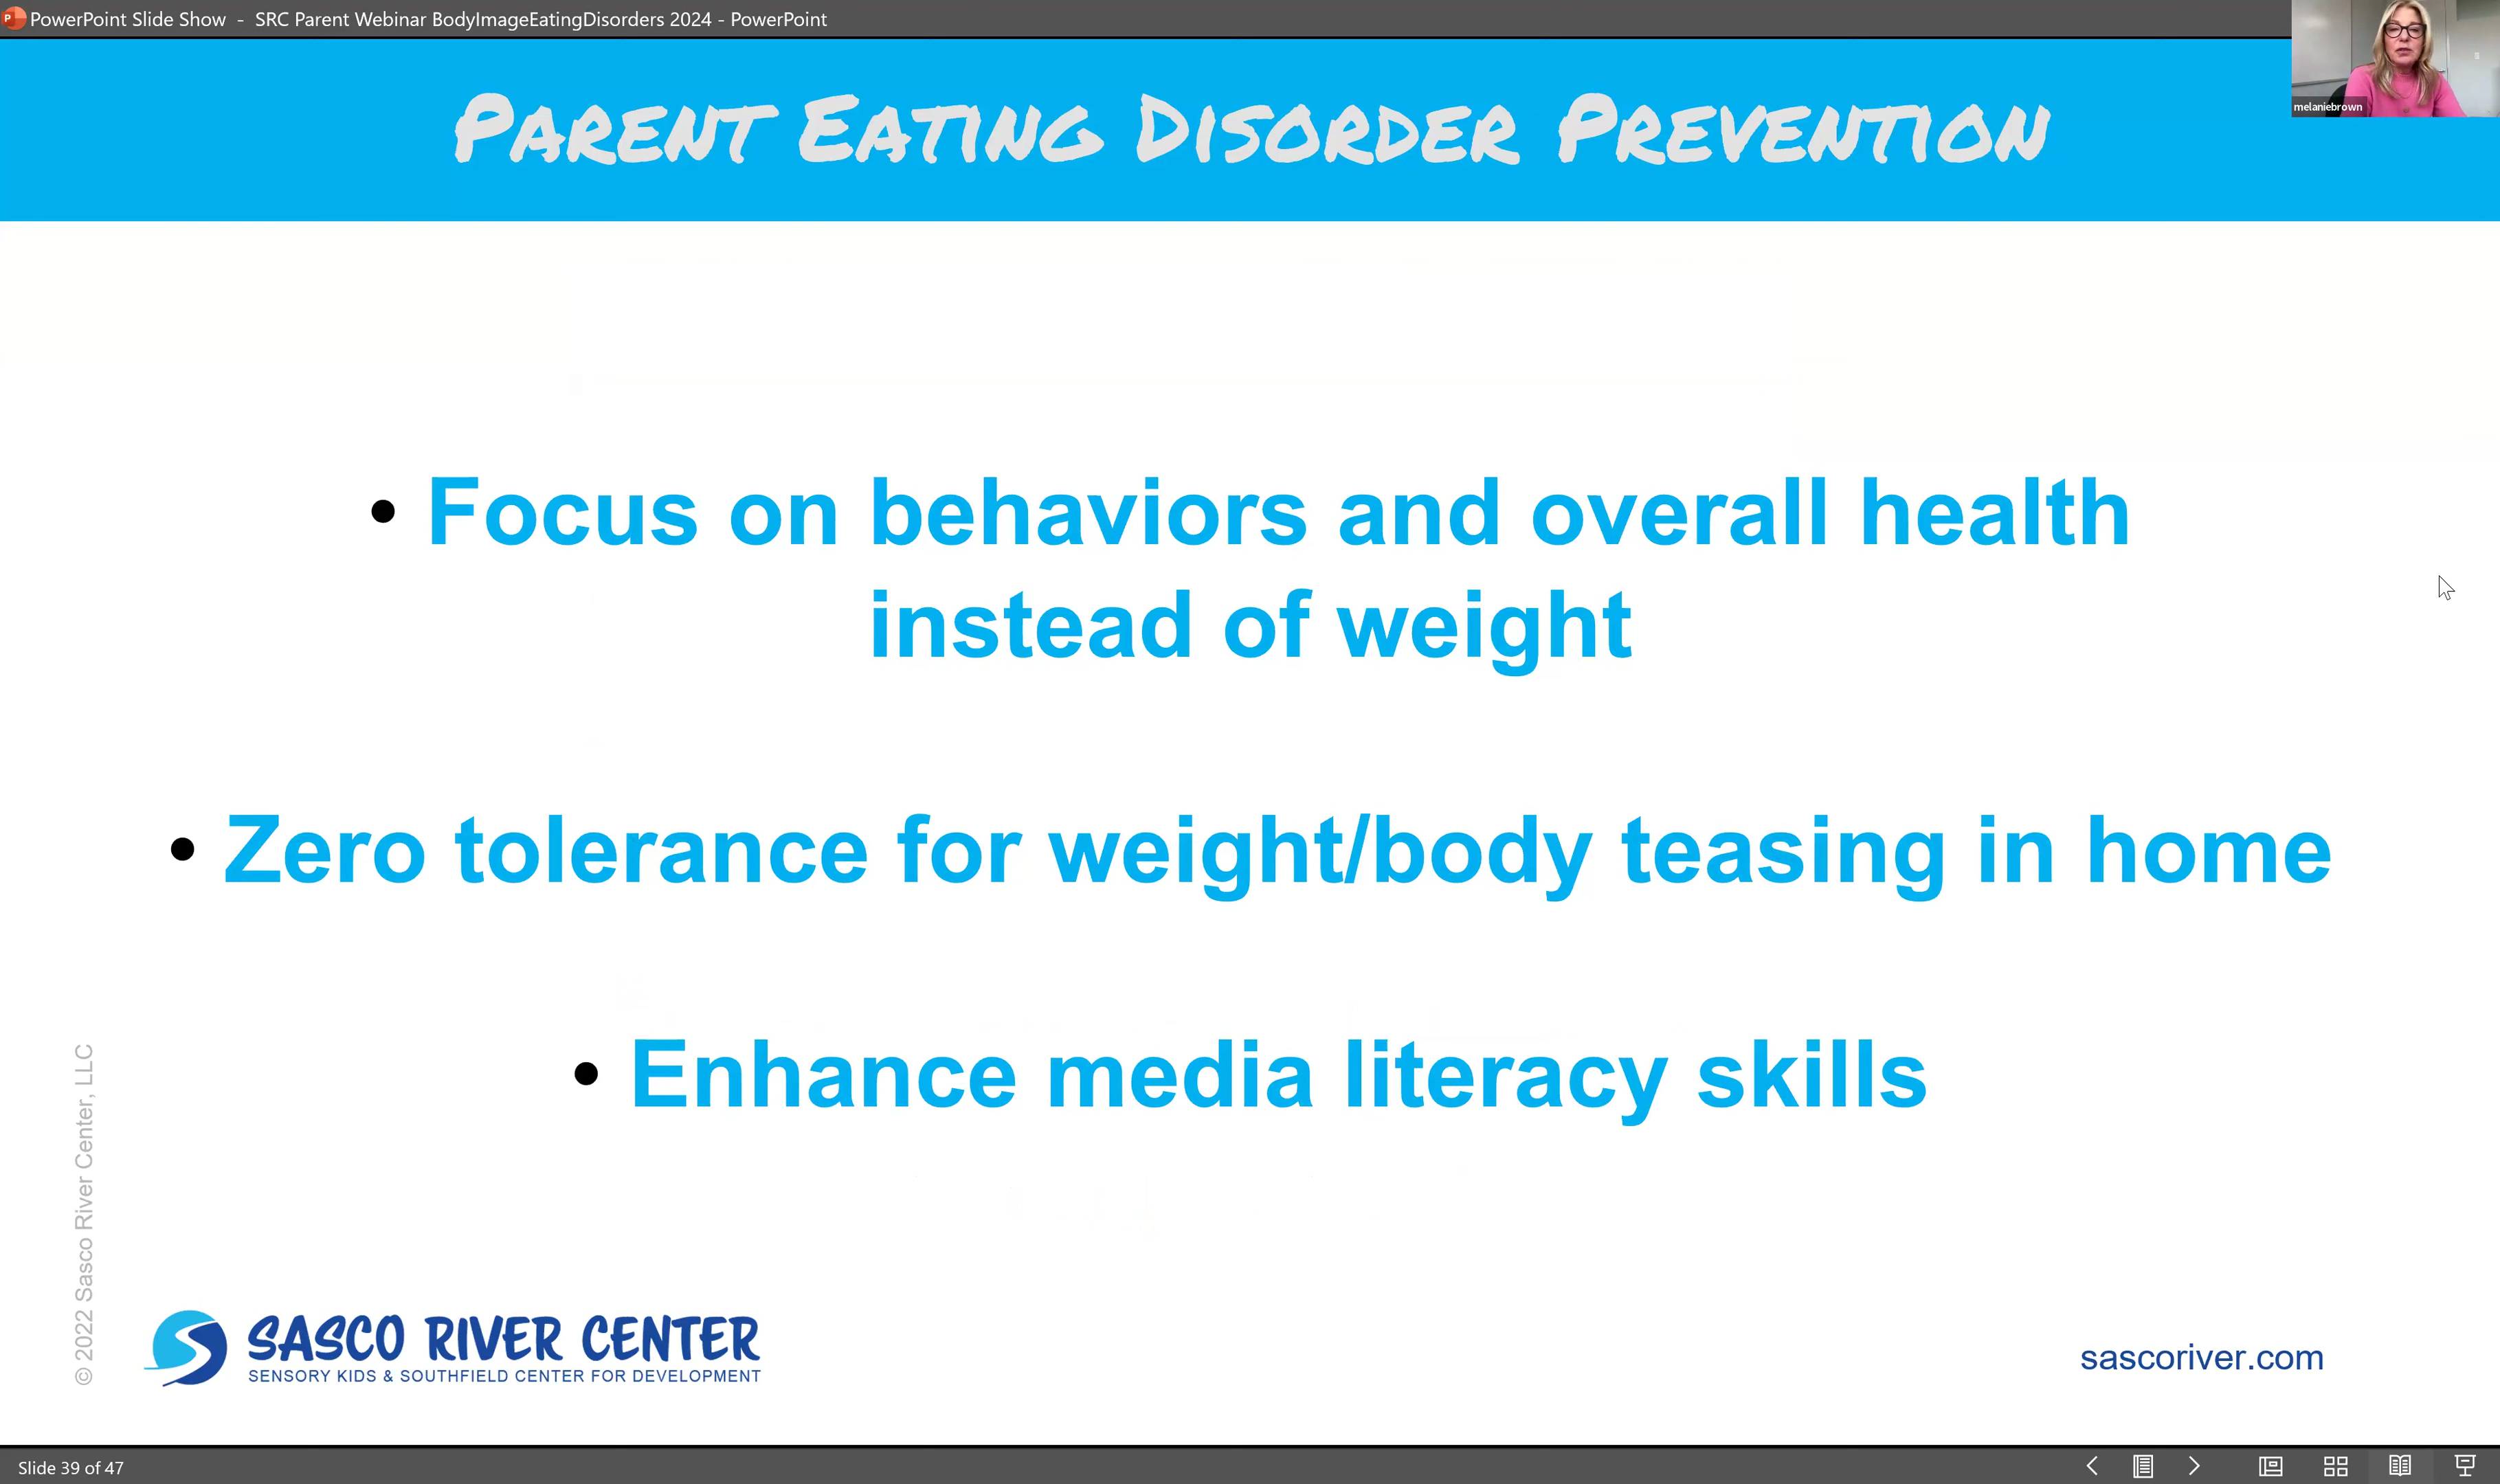 PowerPoint Slide Show - SRC Parent Webinar BodyImageEatingDisorders 2024 - PowerPoint
melaniebrown
PARENT EATING DISORDER PREVENTION
• Focus on behaviors and overall health
instead of weight
• Zero tolerance for weight/body teasing in home
• Enhance media literacy skills
© 2022 Sasco River Center, LLC
SASCO RIVER CENTER
SENSORY KIDS & SOUTHFIELD CENTER FOR DEVELOPMENT
sascoriver.com
Slide 39 of 47